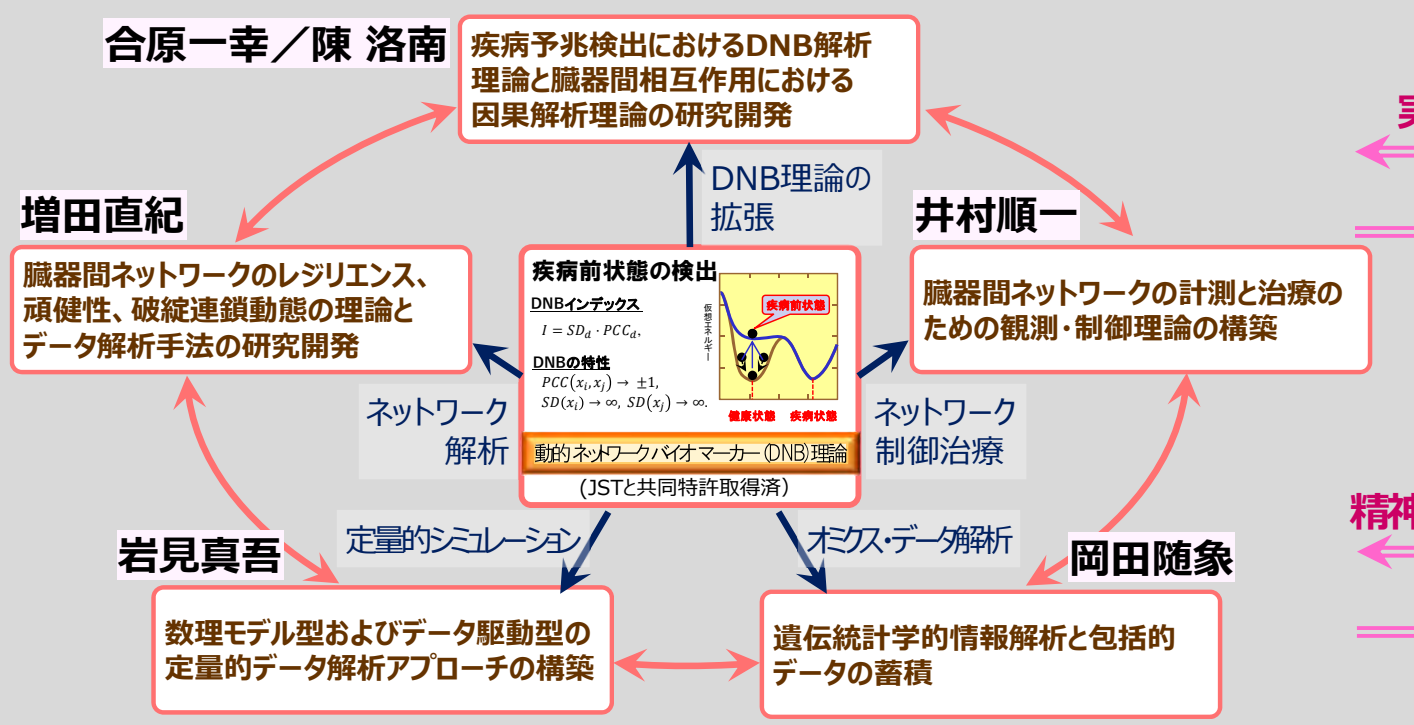 合原一幸／陳 洛南
疾病予兆検出におけるDNB解析
理論と臓器間相互作用における
因果解析理論の研究開発
DNB理論の
拡張
増田直紀
臓器間ネットワークのレジリエンス、
頑健性、破綻連鎖動態の理論と
データ解析手法の研究開発
井村順一
臓器間ネットワークの計測と治療の
ための観測・制御理論の構築
疾病前状態の検出
DNBインデックス
I = SD_d · PCC_d,
DNBの特性
PCC(x_i, x_j) → ±1,
SD(x_i) → ∞, SD(x_j) → ∞.
仮想エネルギー
疾病前状態
健康状態 疾病状態
動的ネットワークバイオマーカー(DNB)理論
(JSTと共同特許取得済)
ネットワーク
解析
ネットワーク
制御治療
定量的シミュレーション
オミクス・データ解析
岩見真吾
数理モデル型およびデータ駆動型の
定量的データ解析アプローチの構築
岡田随象
遺伝統計学的情報解析と包括的
データの蓄積
実
精神